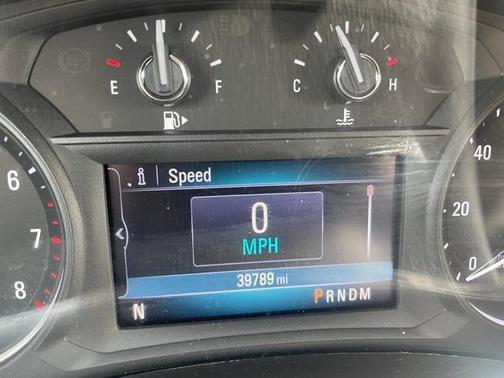 E F
C H
i Speed
0
MPH
39789 mi
N PRNDM
6
7
8
40
20
0